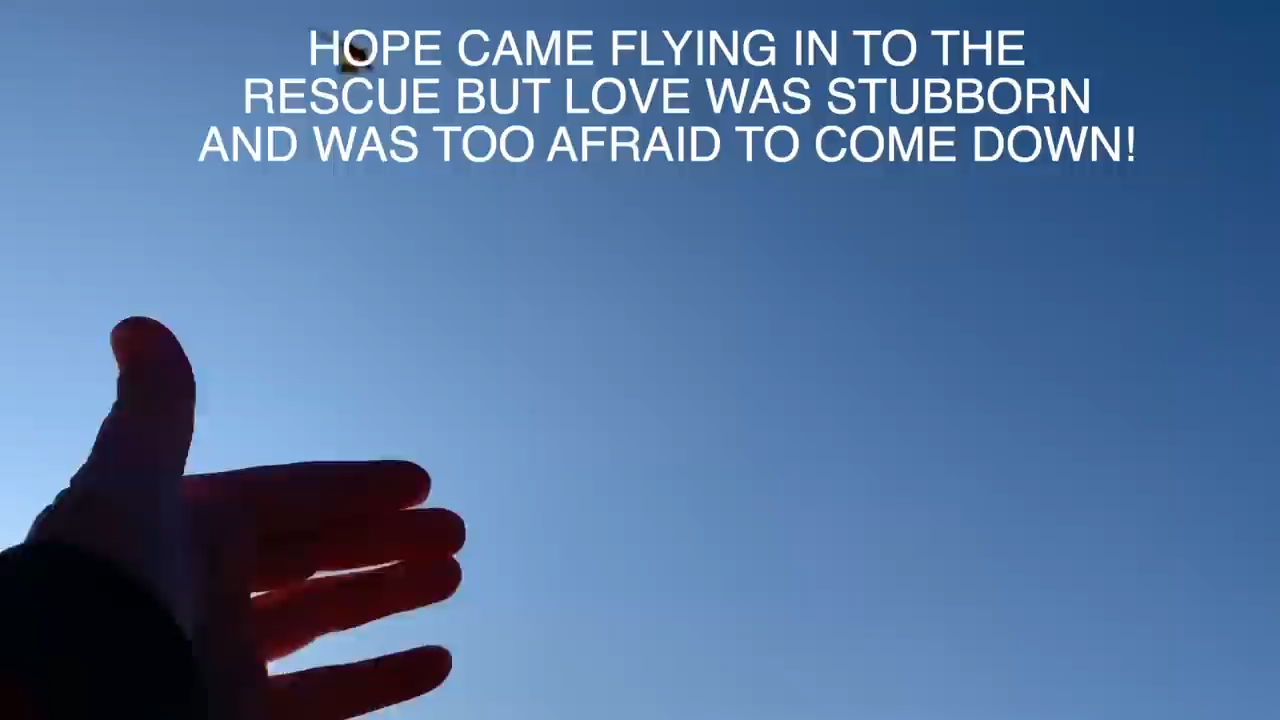 HOPE CAME FLYING IN TO THE
RESCUE BUT LOVE WAS STUBBORN
AND WAS TOO AFRAID TO COME DOWN!